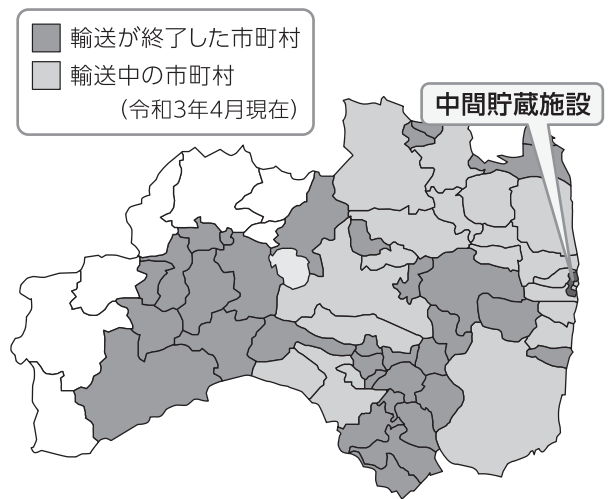 輸送が終了した市町村
輸送中の市町村
（令和3年4月現在）
中間貯蔵施設